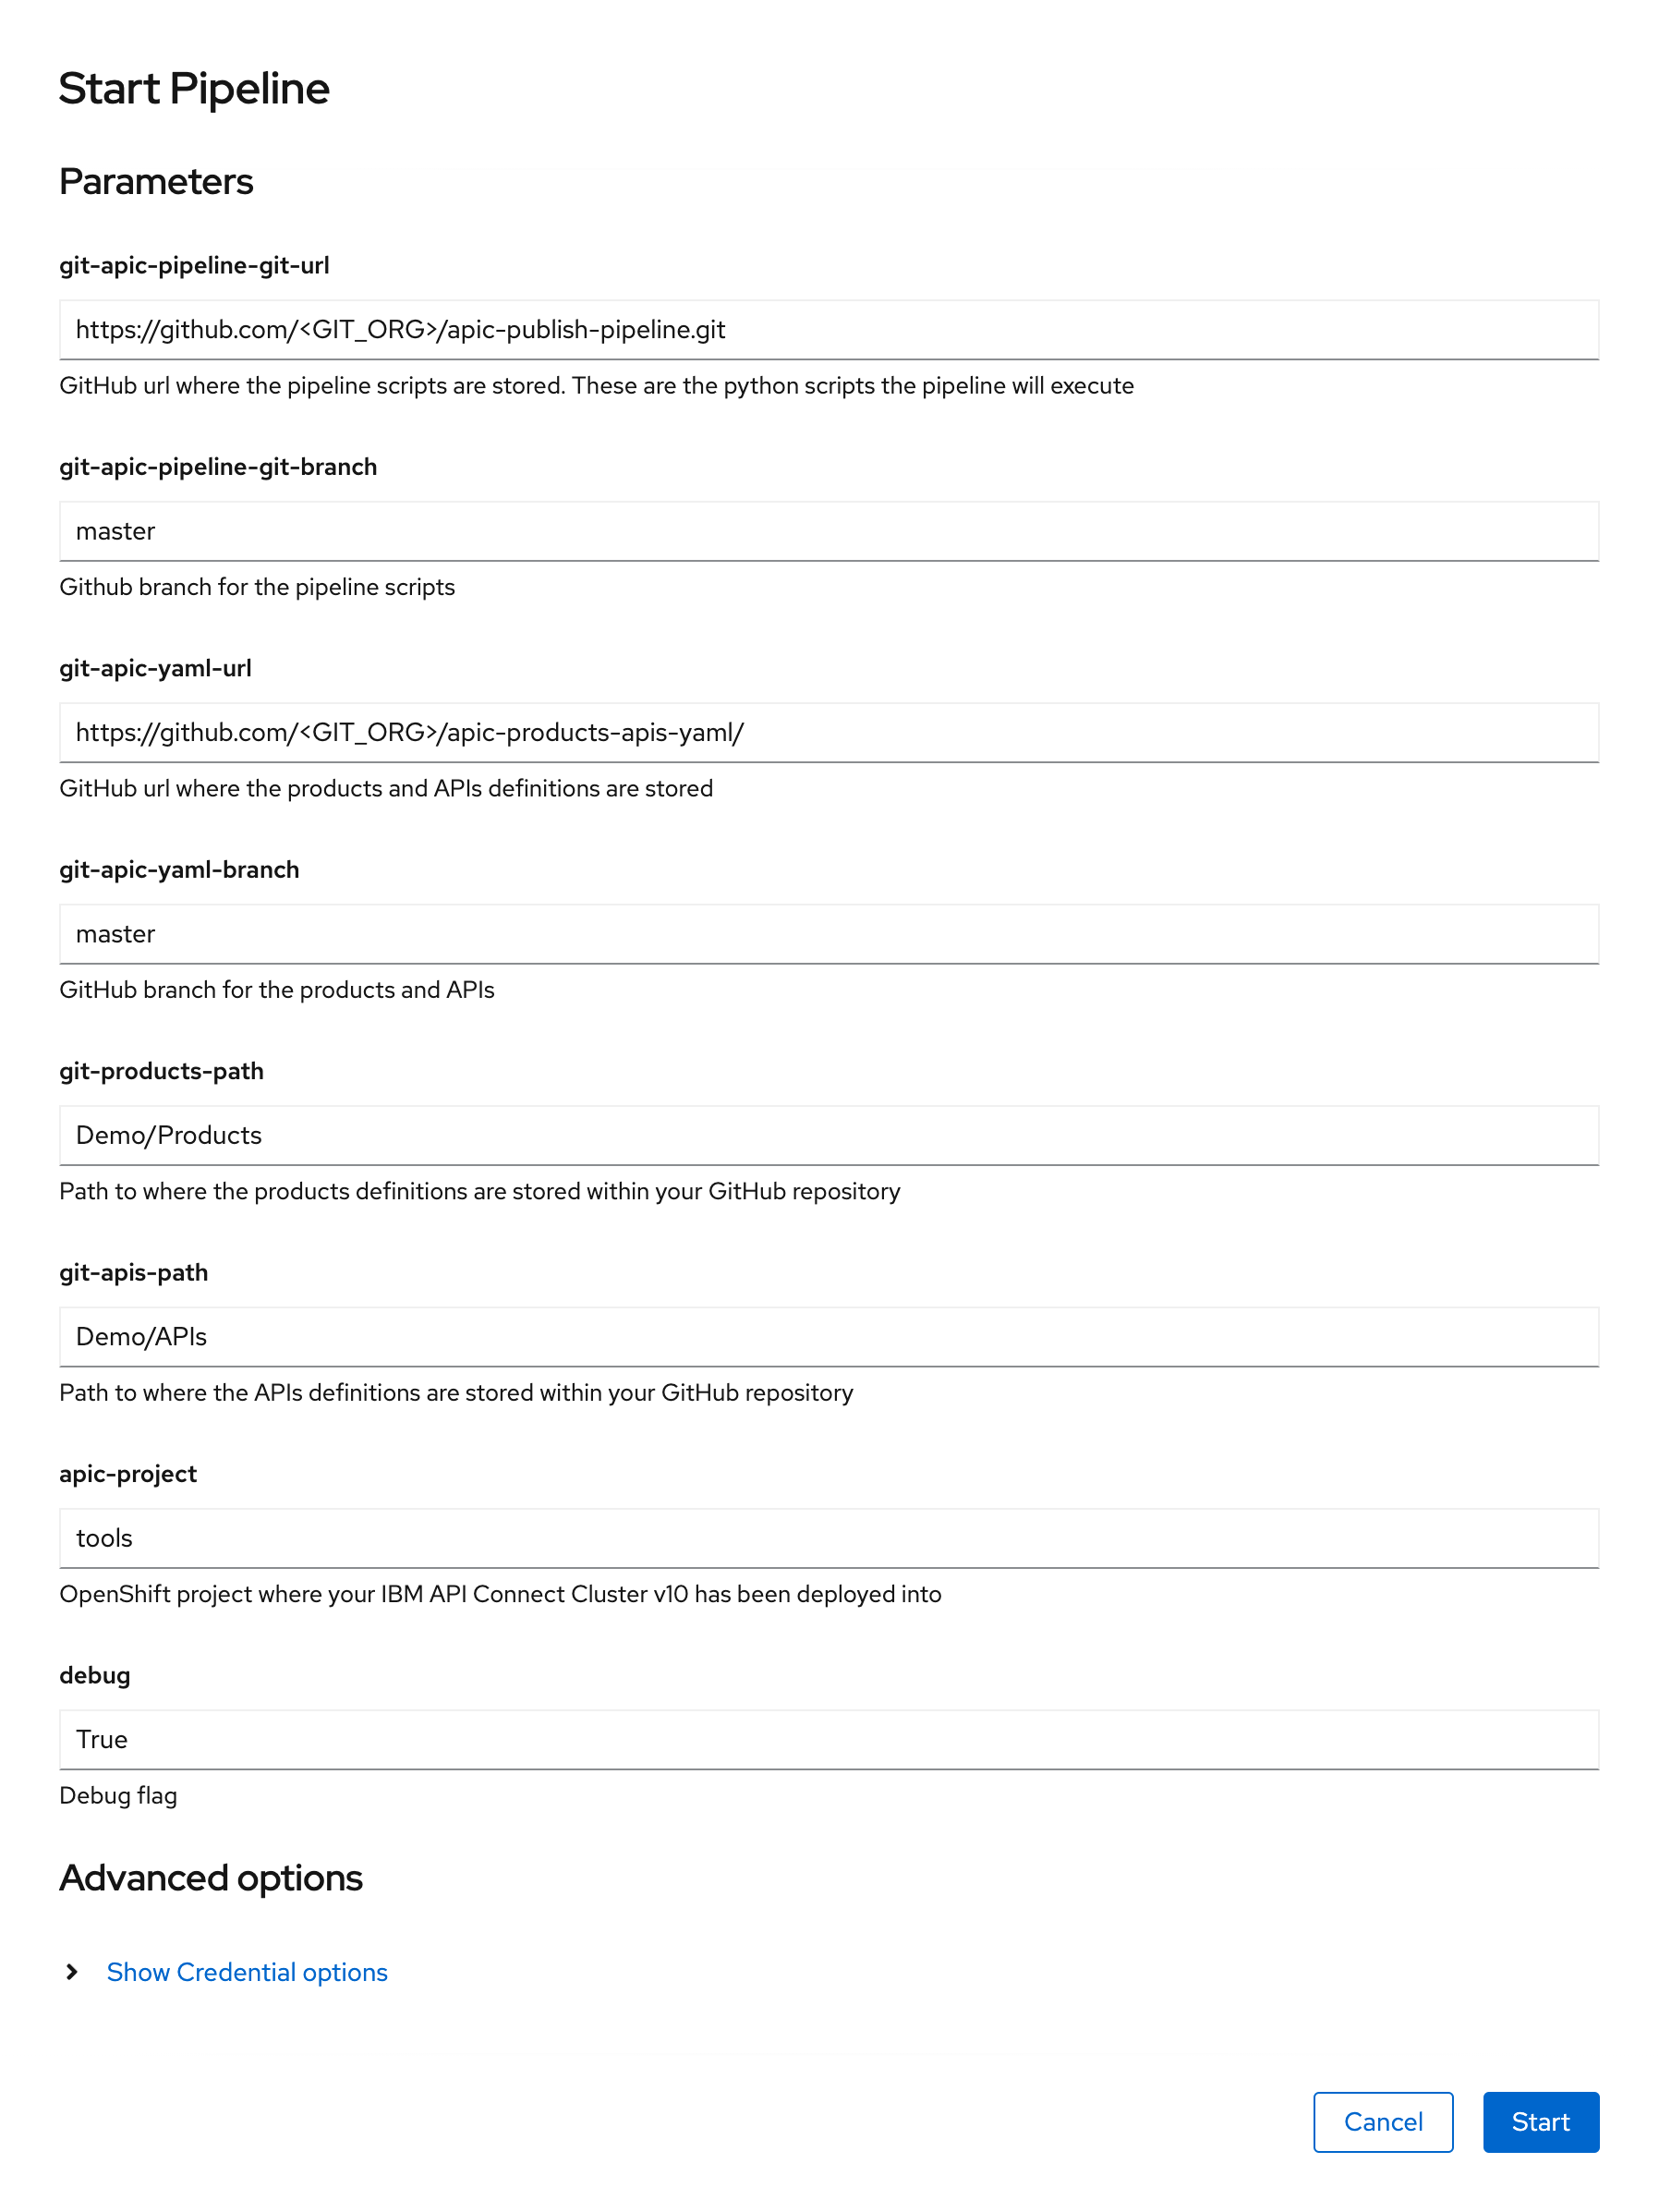 Start Pipeline
Parameters
git-apic-pipeline-git-url
https://github.com/<GIT_ORG>/apic-publish-pipeline.git
GitHub url where the pipeline scripts are stored. These are the python scripts the pipeline will execute
git-apic-pipeline-git-branch
master
Github branch for the pipeline scripts
git-apic-yaml-url
https://github.com/<GIT_ORG>/apic-products-apis-yaml/
GitHub url where the products and APIs definitions are stored
git-apic-yaml-branch
master
GitHub branch for the products and APIs
git-products-path
Demo/Products
Path to where the products definitions are stored within your GitHub repository
git-apis-path
Demo/APIs
Path to where the APIs definitions are stored within your GitHub repository
apic-project
tools
OpenShift project where your IBM API Connect Cluster v10 has been deployed into
debug
True
Debug flag
Advanced options
Show Credential options
Cancel
Start